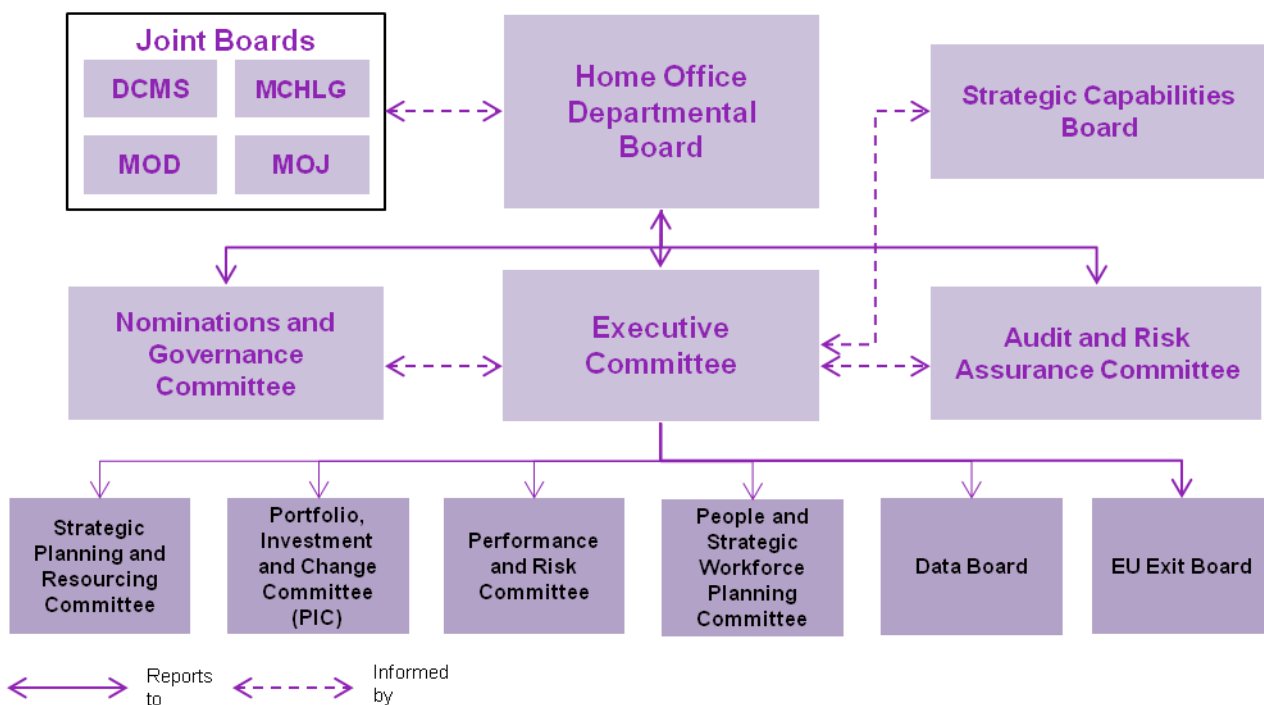 Joint Boards
DCMS
MCHLG
MOD
MOJ
Home Office
Departmental
Board
Strategic Capabilities
Board
Nominations and
Governance
Committee
Executive
Committee
Audit and Risk
Assurance Committee
Strategic
Planning and
Resourcing
Committee
Portfolio,
Investment
and Change
Committee
(PIC)
Performance
and Risk
Committee
People and
Strategic
Workforce
Planning
Committee
Data Board
EU Exit Board
Reports
to
Informed
by